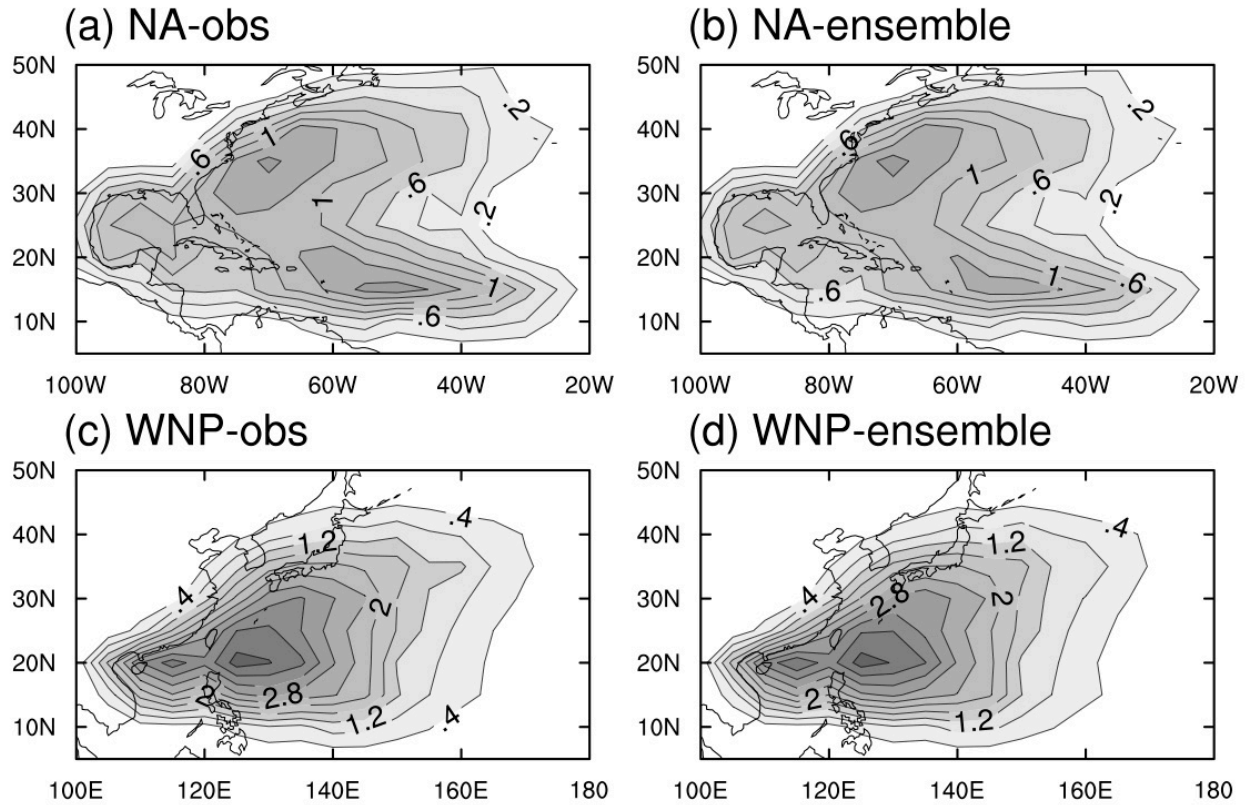 (a) NA-obs
(b) NA-ensemble
50N
40N
30N
20N
10N
100W 80W 60W 40W 20W
.6
1
.2
.6
1
.2
1
.6
50N
40N
30N
20N
10N
100W 80W 60W 40W 20W
.6
.2
1
.6
.2
1
.6
.6
(c) WNP-obs
(d) WNP-ensemble
50N
40N
30N
20N
10N
100E 120E 140E 160E 180
1.2
.4
.4
2
2
2.8
1.2
.4
50N
40N
30N
20N
10N
100E 120E 140E 160E 180
1.2
.4
.4
2.8
2
2
1.2